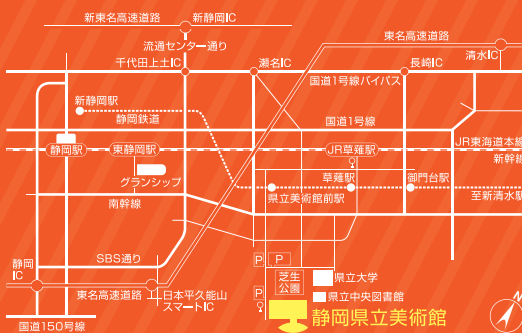 新東名高速道路
新静岡IC
東名高速道路
流通センター通り
清水IC
千代田上土IC
瀬名IC
長崎IC
国道1号線バイパス
新静岡駅
静岡鉄道
国道1号線
静岡駅
東静岡駅
JR草薙駅
JR東海道本線
新幹線
グランシップ
草薙駅
御門台駅
県立美術館前駅
至新清水駅
南幹線
SBS通り
P
P
静岡
IC
芝生
公園
県立大学
東名高速道路
日本平久能山
スマートIC
P
県立中央図書館
静岡県立美術館
国道150号線
N